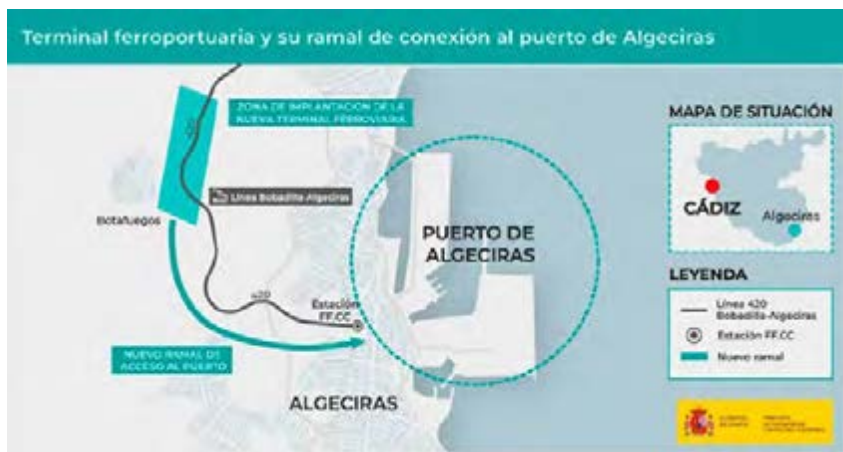 Terminal ferroportuaria y su ramal de conexión al puerto de Algeciras
ZONA DE IMPLANTACIÓN DE LA
NUEVA TERMINAL FERROVIARIA
420
Línea Bobadilla-Algeciras
Botafuegos
PUERTO DE
ALGECIRAS
420
Estación
FF.CC
NUEVO RAMAL DE
ACCESO AL PUERTO
ALGECIRAS
MAPA DE SITUACIÓN
CÁDIZ
Algeciras
LEYENDA
Línea 420
Bobadilla-Algeciras
Estación FF.CC
Nuevo ramal